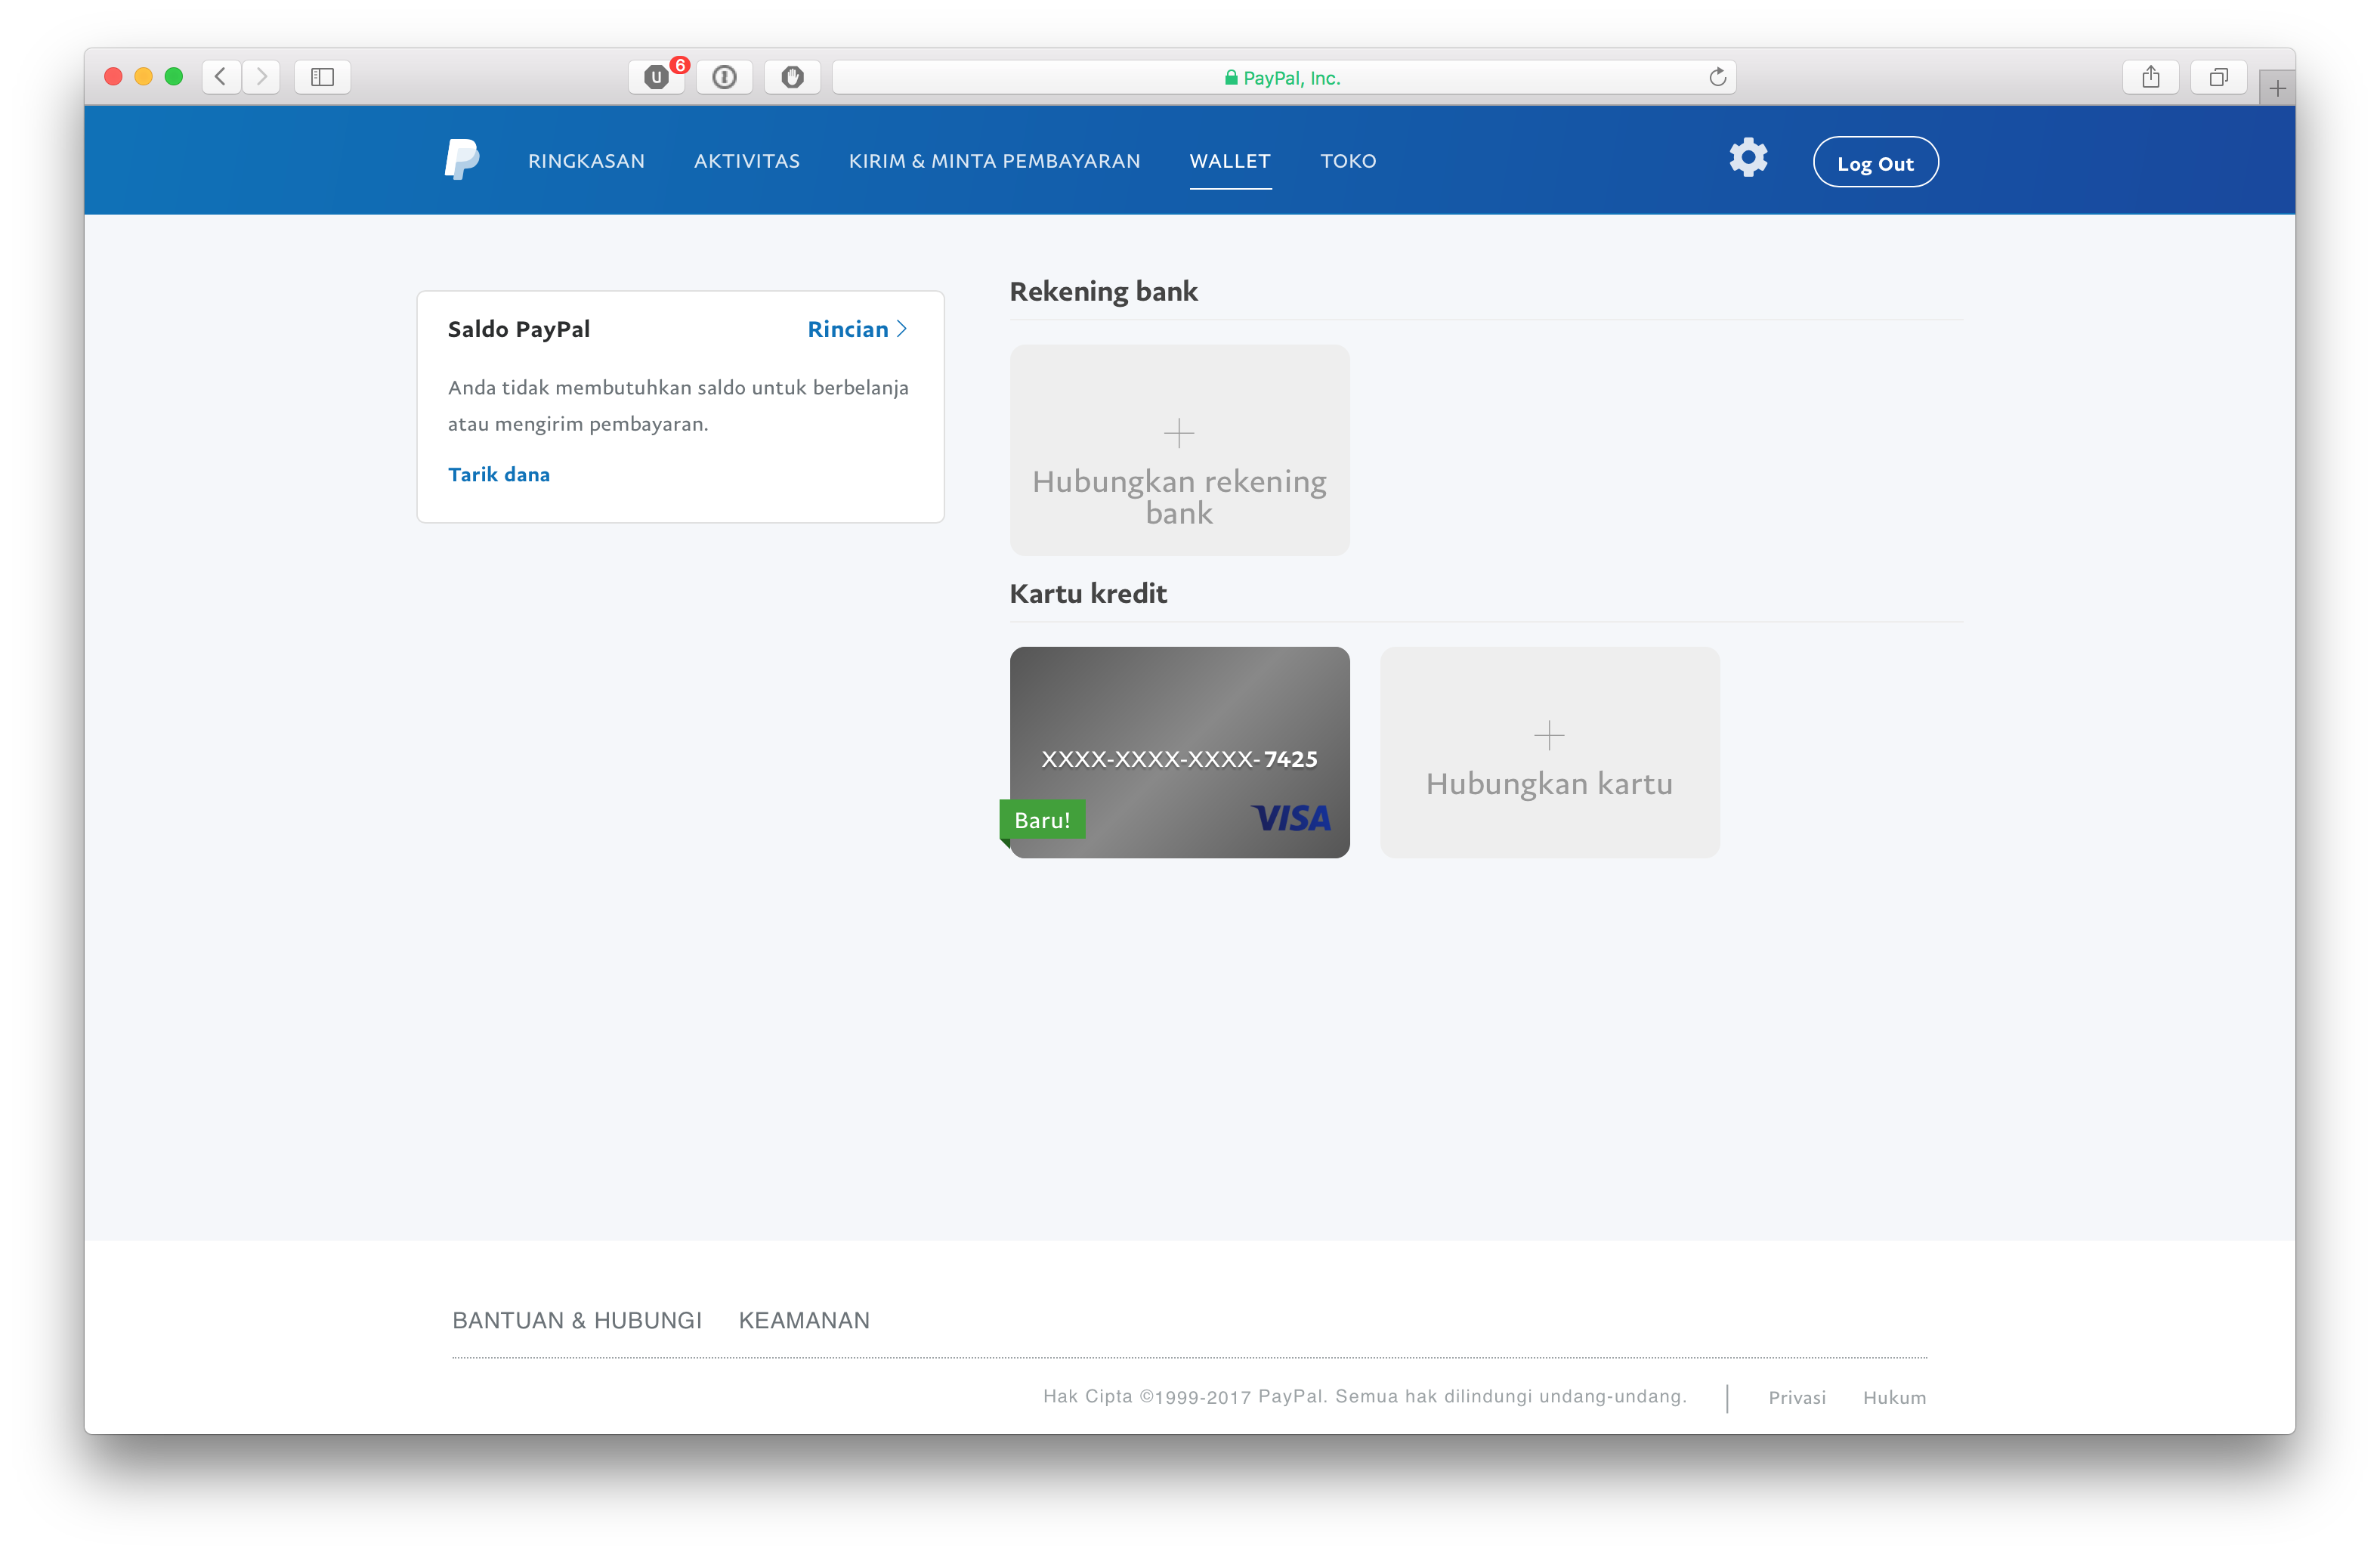 U
6
PayPal, Inc.
RINGKASAN
AKTIVITAS
KIRIM & MINTA PEMBAYARAN
WALLET
TOKO
Log Out
Saldo PayPal
Rincian
Anda tidak membutuhkan saldo untuk berbelanja
atau mengirim pembayaran.
Tarik dana
Rekening bank
Hubungkan rekening
bank
Kartu kredit
XXXX-XXXX-XXXX-7425
Baru!
VISA
Hubungkan kartu
BANTUAN & HUBUNGI
KEAMANAN
Hak Cipta ©1999-2017 PayPal. Semua hak dilindungi undang-undang.
Privasi
Hukum